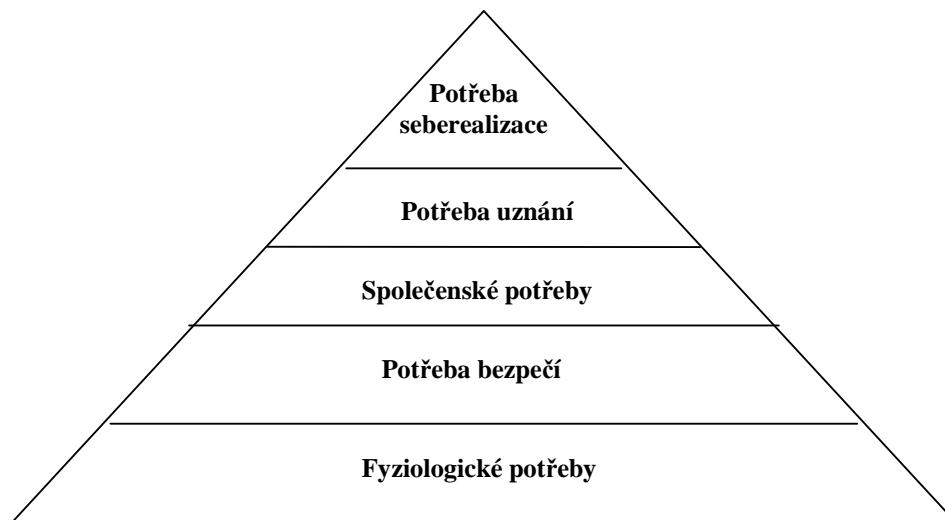 Potřeba
seberealizace
Potřeba uznání
Společenské potřeby
Potřeba bezpečí
Fyziologické potřeby